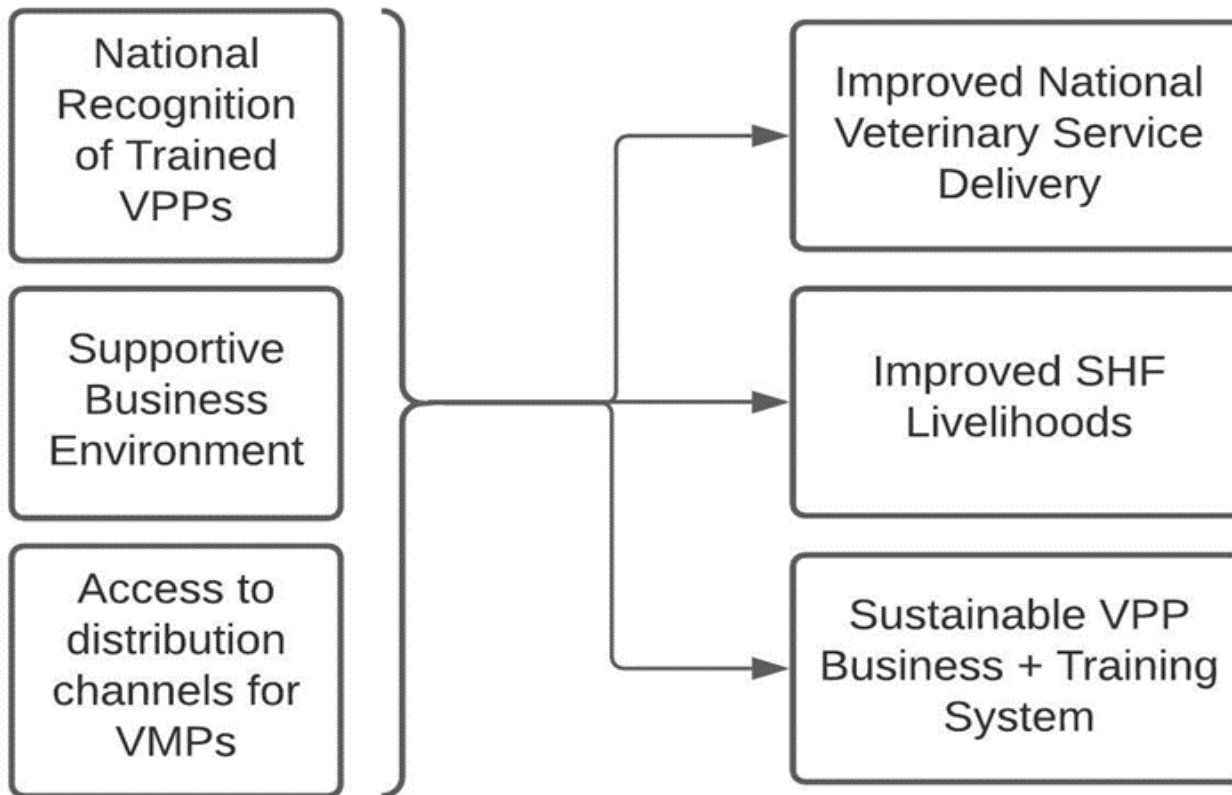 National
Recognition
of Trained
VPPs
Supportive
Business
Environment
Access to
distribution
channels for
VMPs
Improved National
Veterinary Service
Delivery
Improved SHF
Livelihoods
Sustainable VPP
Business + Training
System